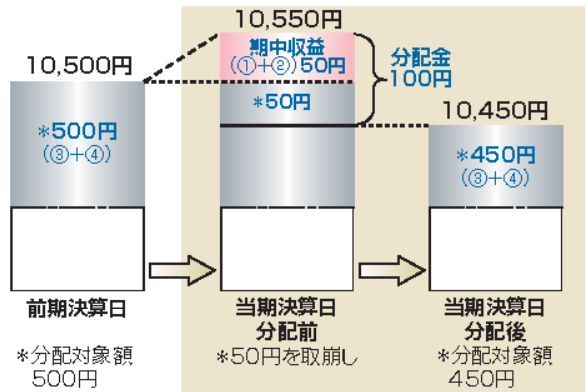 10,500円
*500円
(③+④)
前期決算日
*分配対象額
500円
10,550円
期中収益
(①+②)50円
*50円
分配金
100円
当期決算日
分配前
*50円を取崩し
10,450円
*450円
(③+④)
当期決算日
分配後
*分配対象額
450円